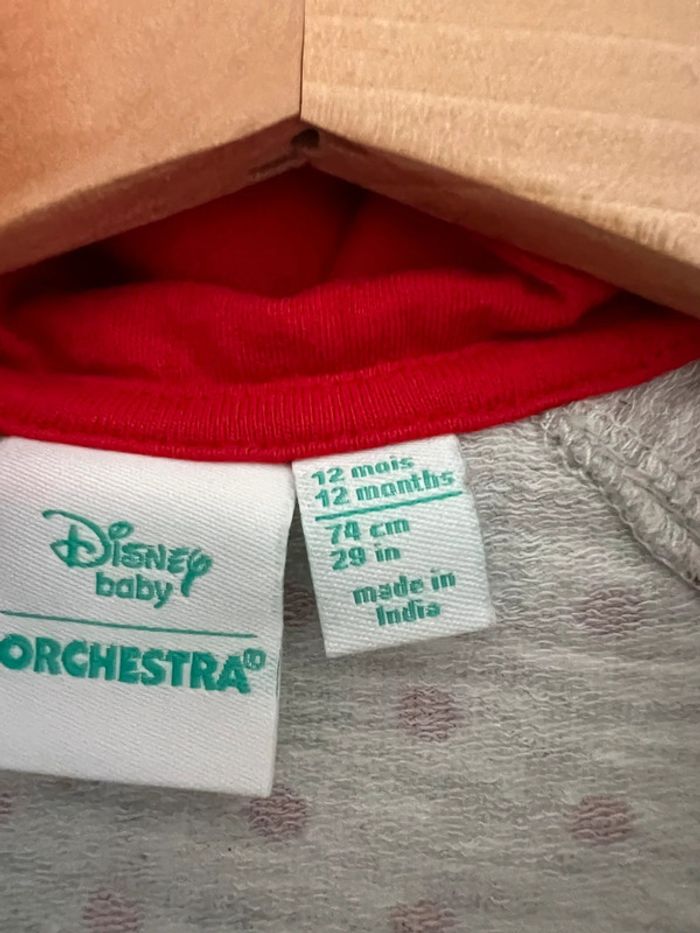 Disney
baby
ORCHESTRA
12 mois
12 months
74 cm
29 in
made in
India